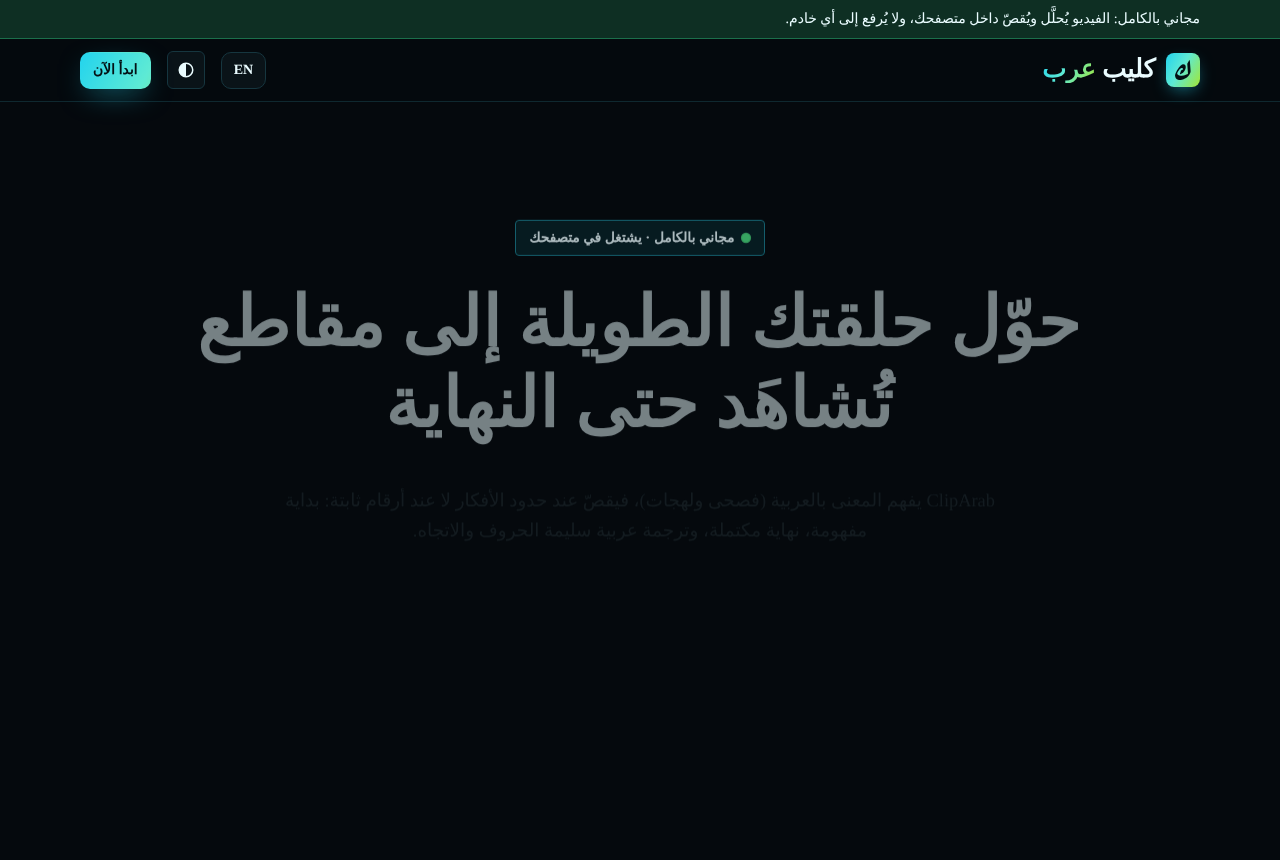 مجاني بالكامل: الفيديو يُحلَّل ويُقصّ داخل متصفحك، ولا يُرفع إلى أي خادم.
ك كليب عرب
EN
ابدأ الآن
مجاني بالكامل · يشتغل في متصفحك
حوّل حلقتك الطويلة إلى مقاطع
تُشاهَد حتى النهاية
ClipArab يفهم المعنى بالعربية (فصحى ولهجات)، فيقصّ عند حدود الأفكار لا عند أرقام ثابتة: بداية
مفهومة، نهاية مكتملة، وترجمة عربية سليمة الحروف والاتجاه.